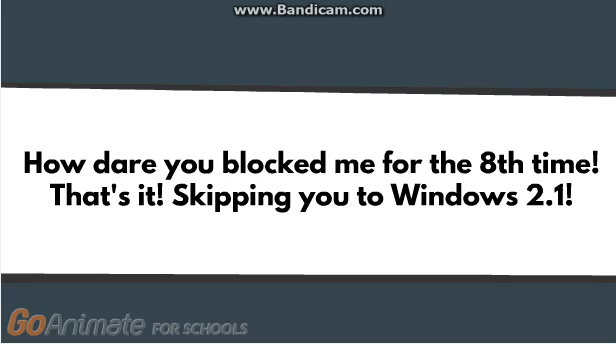 www.Bandicam.com
How dare you blocked me for the 8th time!
That's it! Skipping you to Windows 2.1!
GoAnimate FOR SCHOOLS